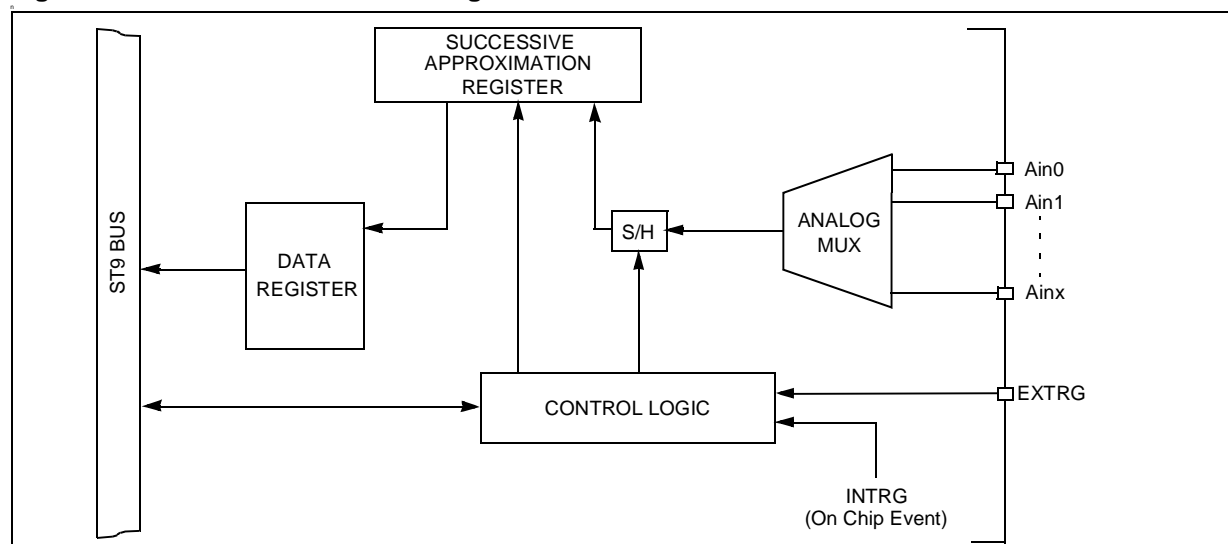 SUCCESSIVE
APPROXIMATION
REGISTER
Ain0
Ain1
ANALOG
MUX
S/H
ST9 BUS
DATA
REGISTER
Ainx
EXTRG
CONTROL LOGIC
INTRG
(On Chip Event)